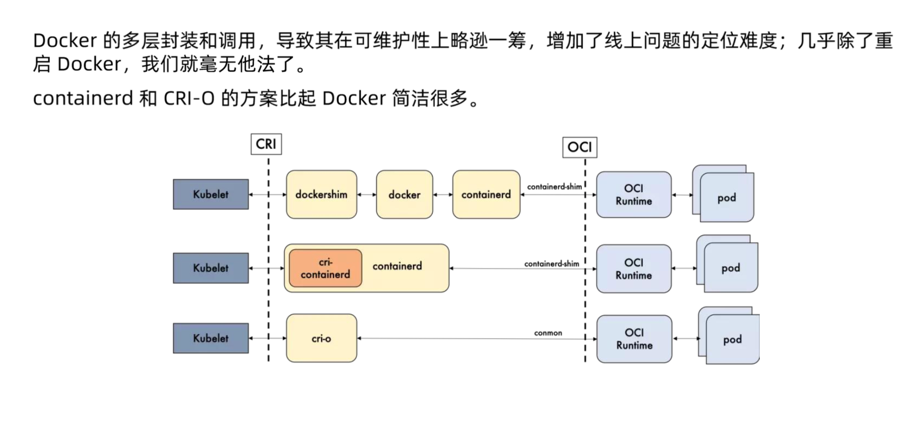 Docker 的多层封装和调用，导致其在可维护性上略逊一筹，增加了线上问题的定位难度；几乎除了重
启 Docker，我们就毫无他法了。
containerd 和 CRI-O 的方案比起 Docker 简洁很多。
CRI
OCI
Kubelet
dockershim
docker
containerd
containerd-shim
OCI
Runtime
pod
Kubelet
cri-
containerd
containerd
containerd-shim
OCI
Runtime
pod
Kubelet
cri-o
conmon
OCI
Runtime
pod